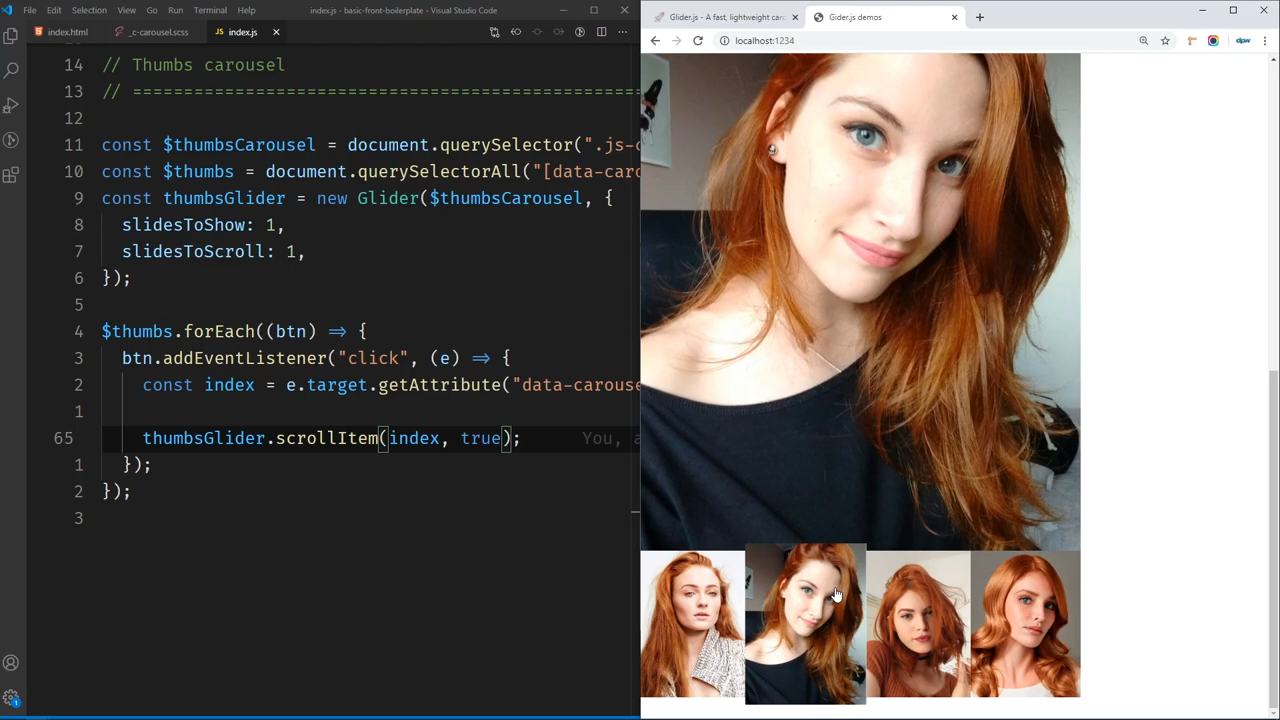 File Edit Selection View Go Run Terminal Help
index.js - basic-front-boilerplate - Visual Studio Code
index.html
_c-carousel.scss
index.js
14 // Thumbs carousel
13 // =================================================
12
11 const $thumbsCarousel = document.querySelector(".js-c
10 const $thumbs = document.querySelectorAll("[data-caro
9 const thumbsGlider = new Glider($thumbsCarousel, {
8 slidesToShow: 1,
7 slidesToScroll: 1,
6 });
5
4 $thumbs.forEach((btn) => {
3 btn.addEventListener("click", (e) => {
2 const index = e.target.getAttribute("data-carouse
1
65 thumbsGlider.scrollItem(index, true); You, a
1 });
2 });
3
1
Glider.js - A fast, lightweight car
Gider.js demos
localhost:1234
dpw